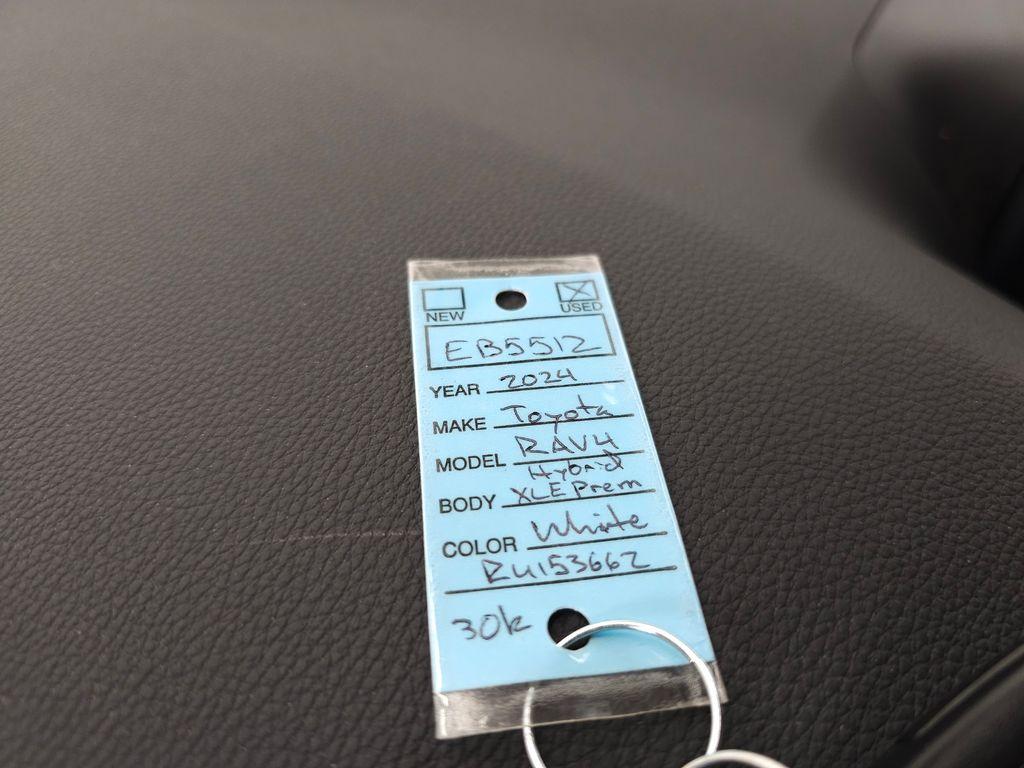 NEW USED
EB5512
YEAR 2024
MAKE Toyota
MODEL RAV4
Hybrid
BODY XLE Prem
COLOR White
RU153662
30k